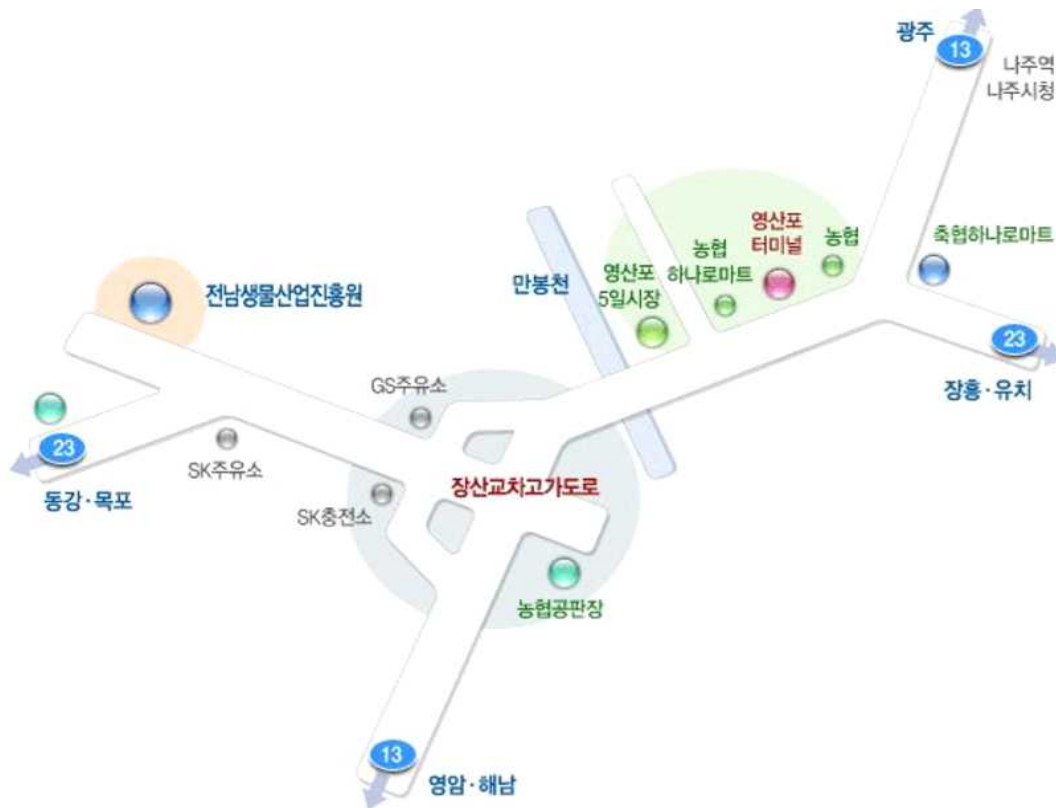 광주
13
나주역
나주시청
영산포
터미널
농협
농협
하나로마트
축협하나로마트
영산포
5일시장
만봉천
전남생물산업진흥원
23
장흥·유치
GS주유소
SK주유소
23
동강·목포
장산교차고가도로
SK충전소
농협공판장
13
영암·해남